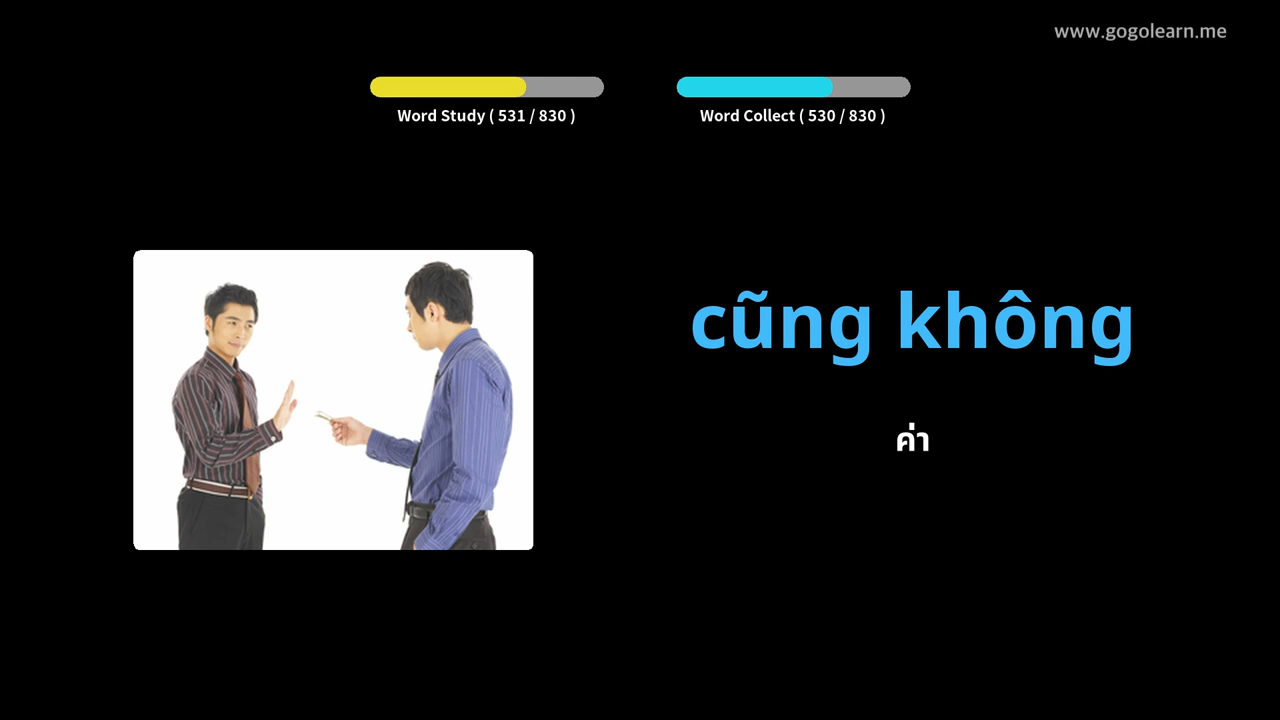 www.gogolearn.me
Word Study ( 531 / 830 )
Word Collect ( 530 / 830 )
cũng không
ค่า